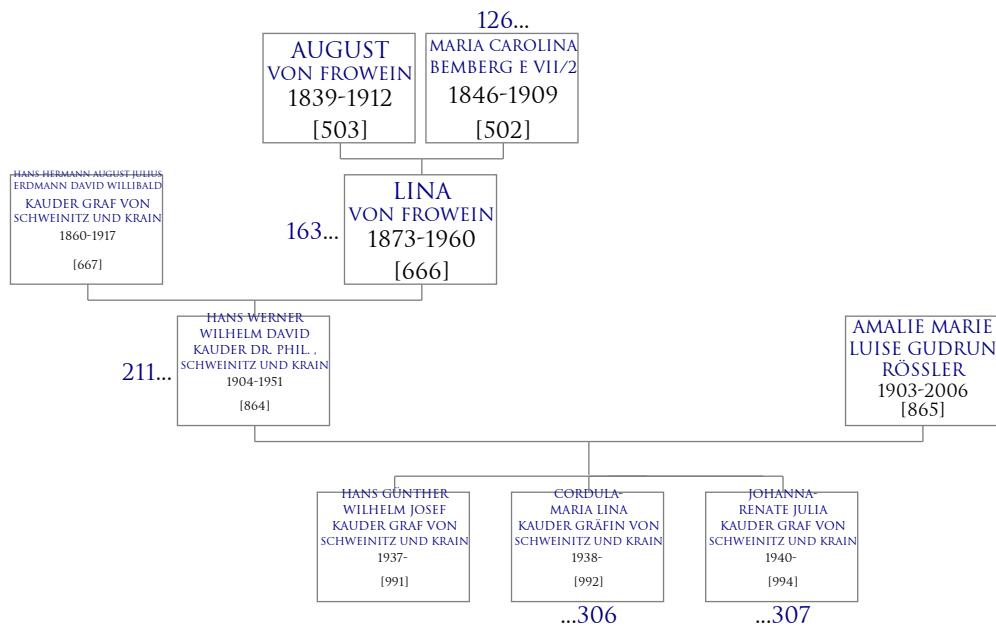 126...
AUGUST
VON FROWEIN
1839-1912
[503]
MARIA CAROLINA
BEMBERG E VII/2
1846-1909
[502]
HANS HERMANN AUGUST JULIUS
ERDMANN DAVID WILLIBALD
KAUDER GRAF VON
SCHWEINITZ UND KRAIN
1860-1917
[667]
163...
LINA
VON FROWEIN
1873-1960
[666]
211...
HANS WERNER
WILHELM DAVID
KAUDER DR. PHIL. ,
SCHWEINITZ UND KRAIN
1904-1951
[864]
AMALIE MARIE
LUISE GUDRUN
RÖSSLER
1903-2006
[865]
HANS GÜNTHER
WILHELM JOSEF
KAUDER GRAF VON
SCHWEINITZ UND KRAIN
1937-
[991]
CORDULA-
MARIA LINA
KAUDER GRÄFIN VON
SCHWEINITZ UND KRAIN
1938-
[992]
...306
JOHANNA-
RENATE JULIA
KAUDER GRAF VON
SCHWEINITZ UND KRAIN
1940-
[994]
...307